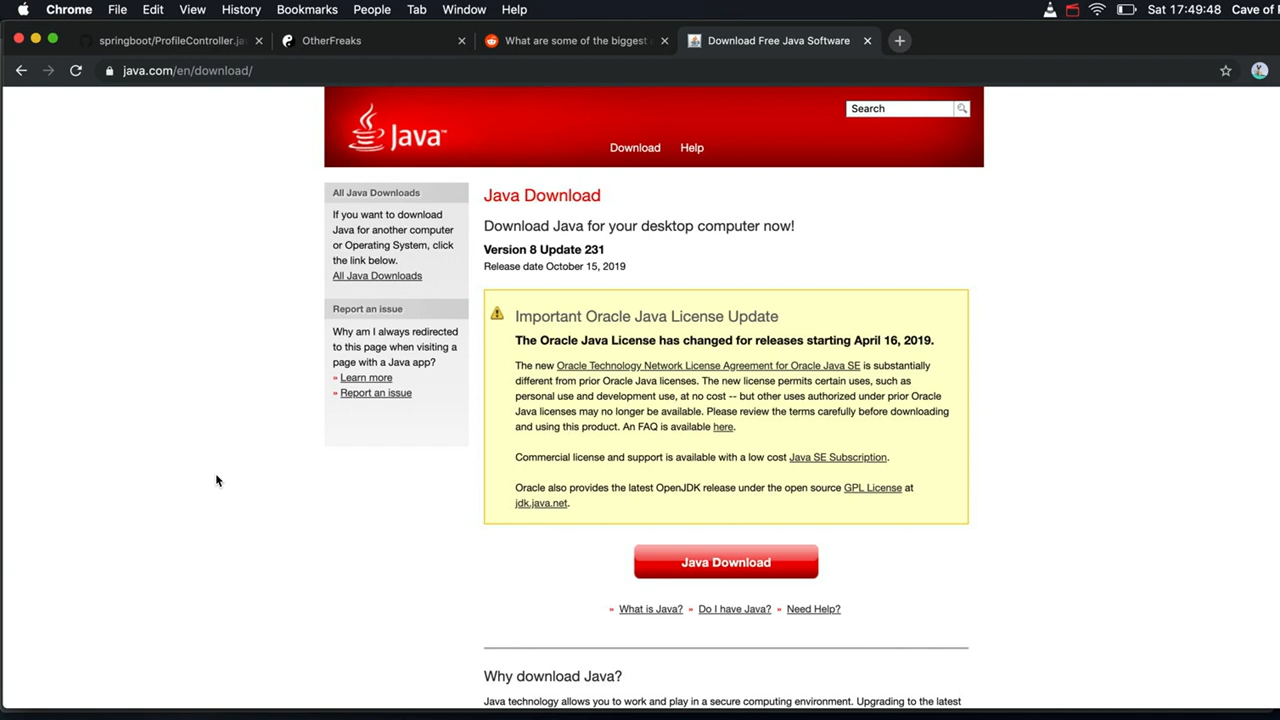 Chrome File Edit View History Bookmarks People Tab Window Help Sat 17:49:48 Cave of
springboot/ProfileController.jav OtherFreaks What are some of the biggest Download Free Java Software
java.com/en/download/
Java™
Search
Download Help
All Java Downloads
If you want to download
Java for another computer
or Operating System, click
the link below.
All Java Downloads
Report an issue
Why am I always redirected
to this page when visiting a
page with a Java app?
» Learn more
» Report an issue
Java Download
Download Java for your desktop computer now!
Version 8 Update 231
Release date October 15, 2019
Important Oracle Java License Update
The Oracle Java License has changed for releases starting April 16, 2019.
The new Oracle Technology Network License Agreement for Oracle Java SE is substantially
different from prior Oracle Java licenses. The new license permits certain uses, such as
personal use and development use, at no cost -- but other uses authorized under prior Oracle
Java licenses may no longer be available. Please review the terms carefully before downloading
and using this product. An FAQ is available here.
Commercial license and support is available with a low cost Java SE Subscription.
Oracle also provides the latest OpenJDK release under the open source GPL License at
jdk.java.net.
Java Download
» What is Java? » Do I have Java? » Need Help?
Why download Java?
Java technology allows you to work and play in a secure computing environment. Upgrading to the latest